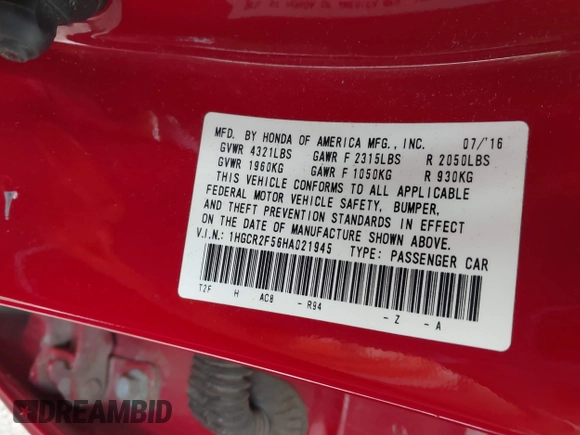 MFD. BY HONDA OF AMERICA MFG., INC. 07/'16
GVWR 4321LBS GAWR F 2315LBS R 2050LBS
GVWR 1960KG GAWR F 1050KG R 930KG
THIS VEHICLE CONFORMS TO ALL APPLICABLE
FEDERAL MOTOR VEHICLE SAFETY, BUMPER,
AND THEFT PREVENTION STANDARDS IN EFFECT
ON THE DATE OF MANUFACTURE SHOWN ABOVE.
V.I.N.: 1HGCR2F56HA021945 TYPE: PASSENGER CAR
T2F H AC8 - R94 - Z - A
DREAMBID